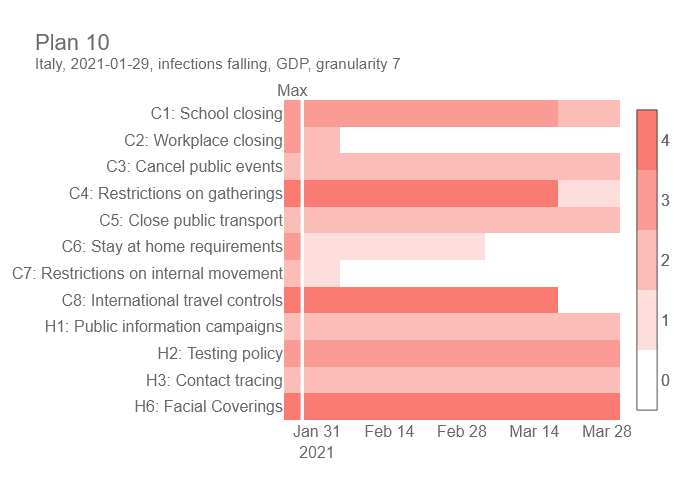 Plan 10
Italy, 2021-01-29, infections falling, GDP, granularity 7
Max
C1: School closing
C2: Workplace closing
C3: Cancel public events
C4: Restrictions on gatherings
C5: Close public transport
C6: Stay at home requirements
C7: Restrictions on internal movement
C8: International travel controls
H1: Public information campaigns
H2: Testing policy
H3: Contact tracing
H6: Facial Coverings
4
3
2
1
0
Jan 31 Feb 14 Feb 28 Mar 14 Mar 28
2021